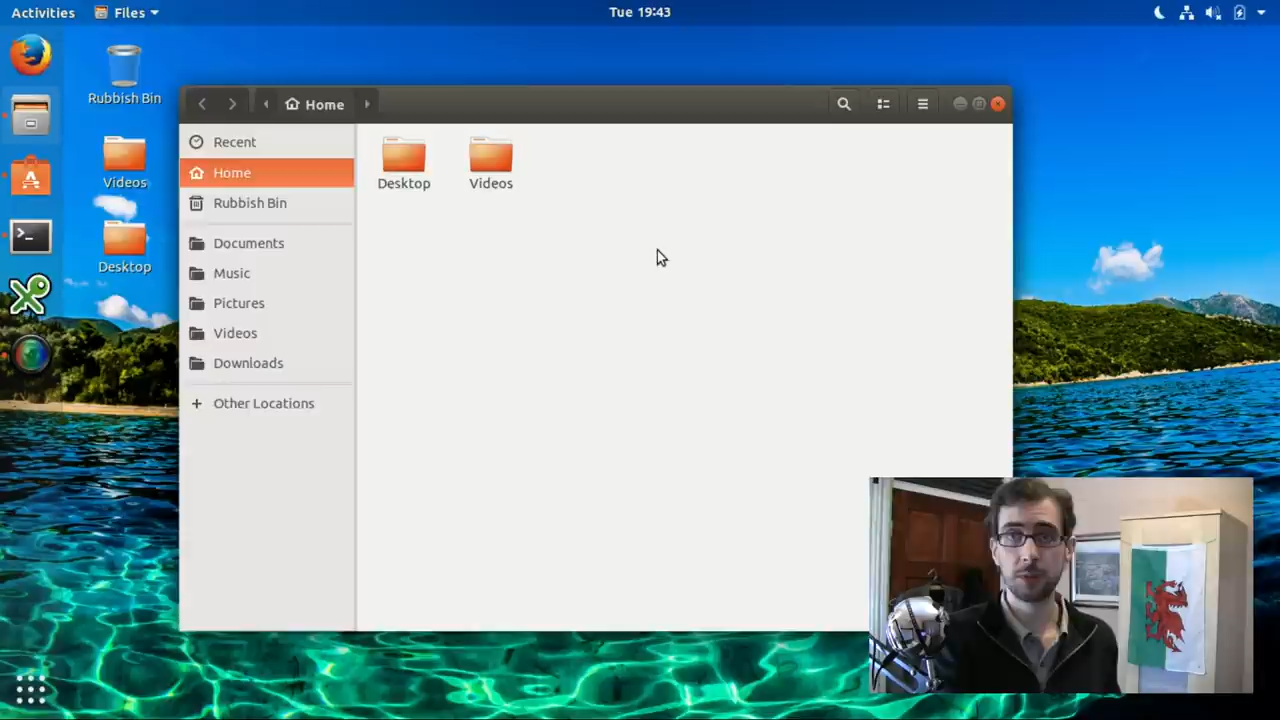 Activities
Files
Tue 19:43
Rubbish Bin
Videos
Desktop
Home
Recent
Home
Rubbish Bin
Documents
Music
Pictures
Videos
Downloads
+ Other Locations
Desktop
Videos